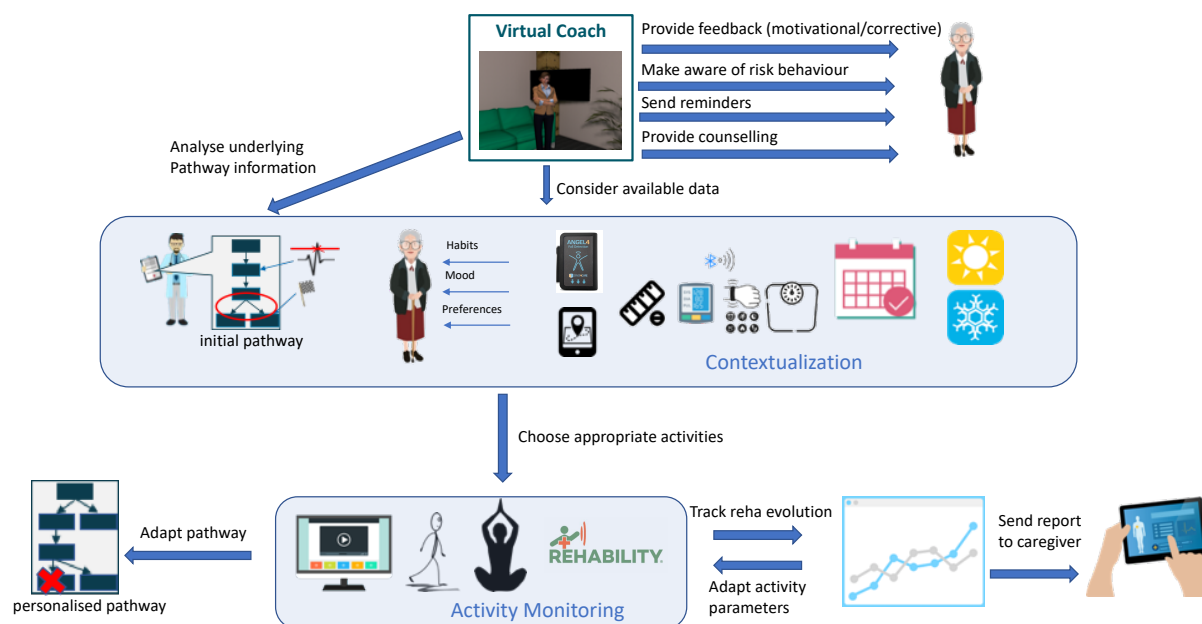 Virtual Coach
Provide feedback (motivational/corrective)
Make aware of risk behaviour
Send reminders
Provide counselling
Analyse underlying
Pathway information
Consider available data
initial pathway
Habits
Mood
Preferences
ANGEL4
Contextualization
Choose appropriate activities
Adapt pathway
personalised pathway
REHABILITY
Activity Monitoring
Track reha evolution
Adapt activity
parameters
Send report
to caregiver